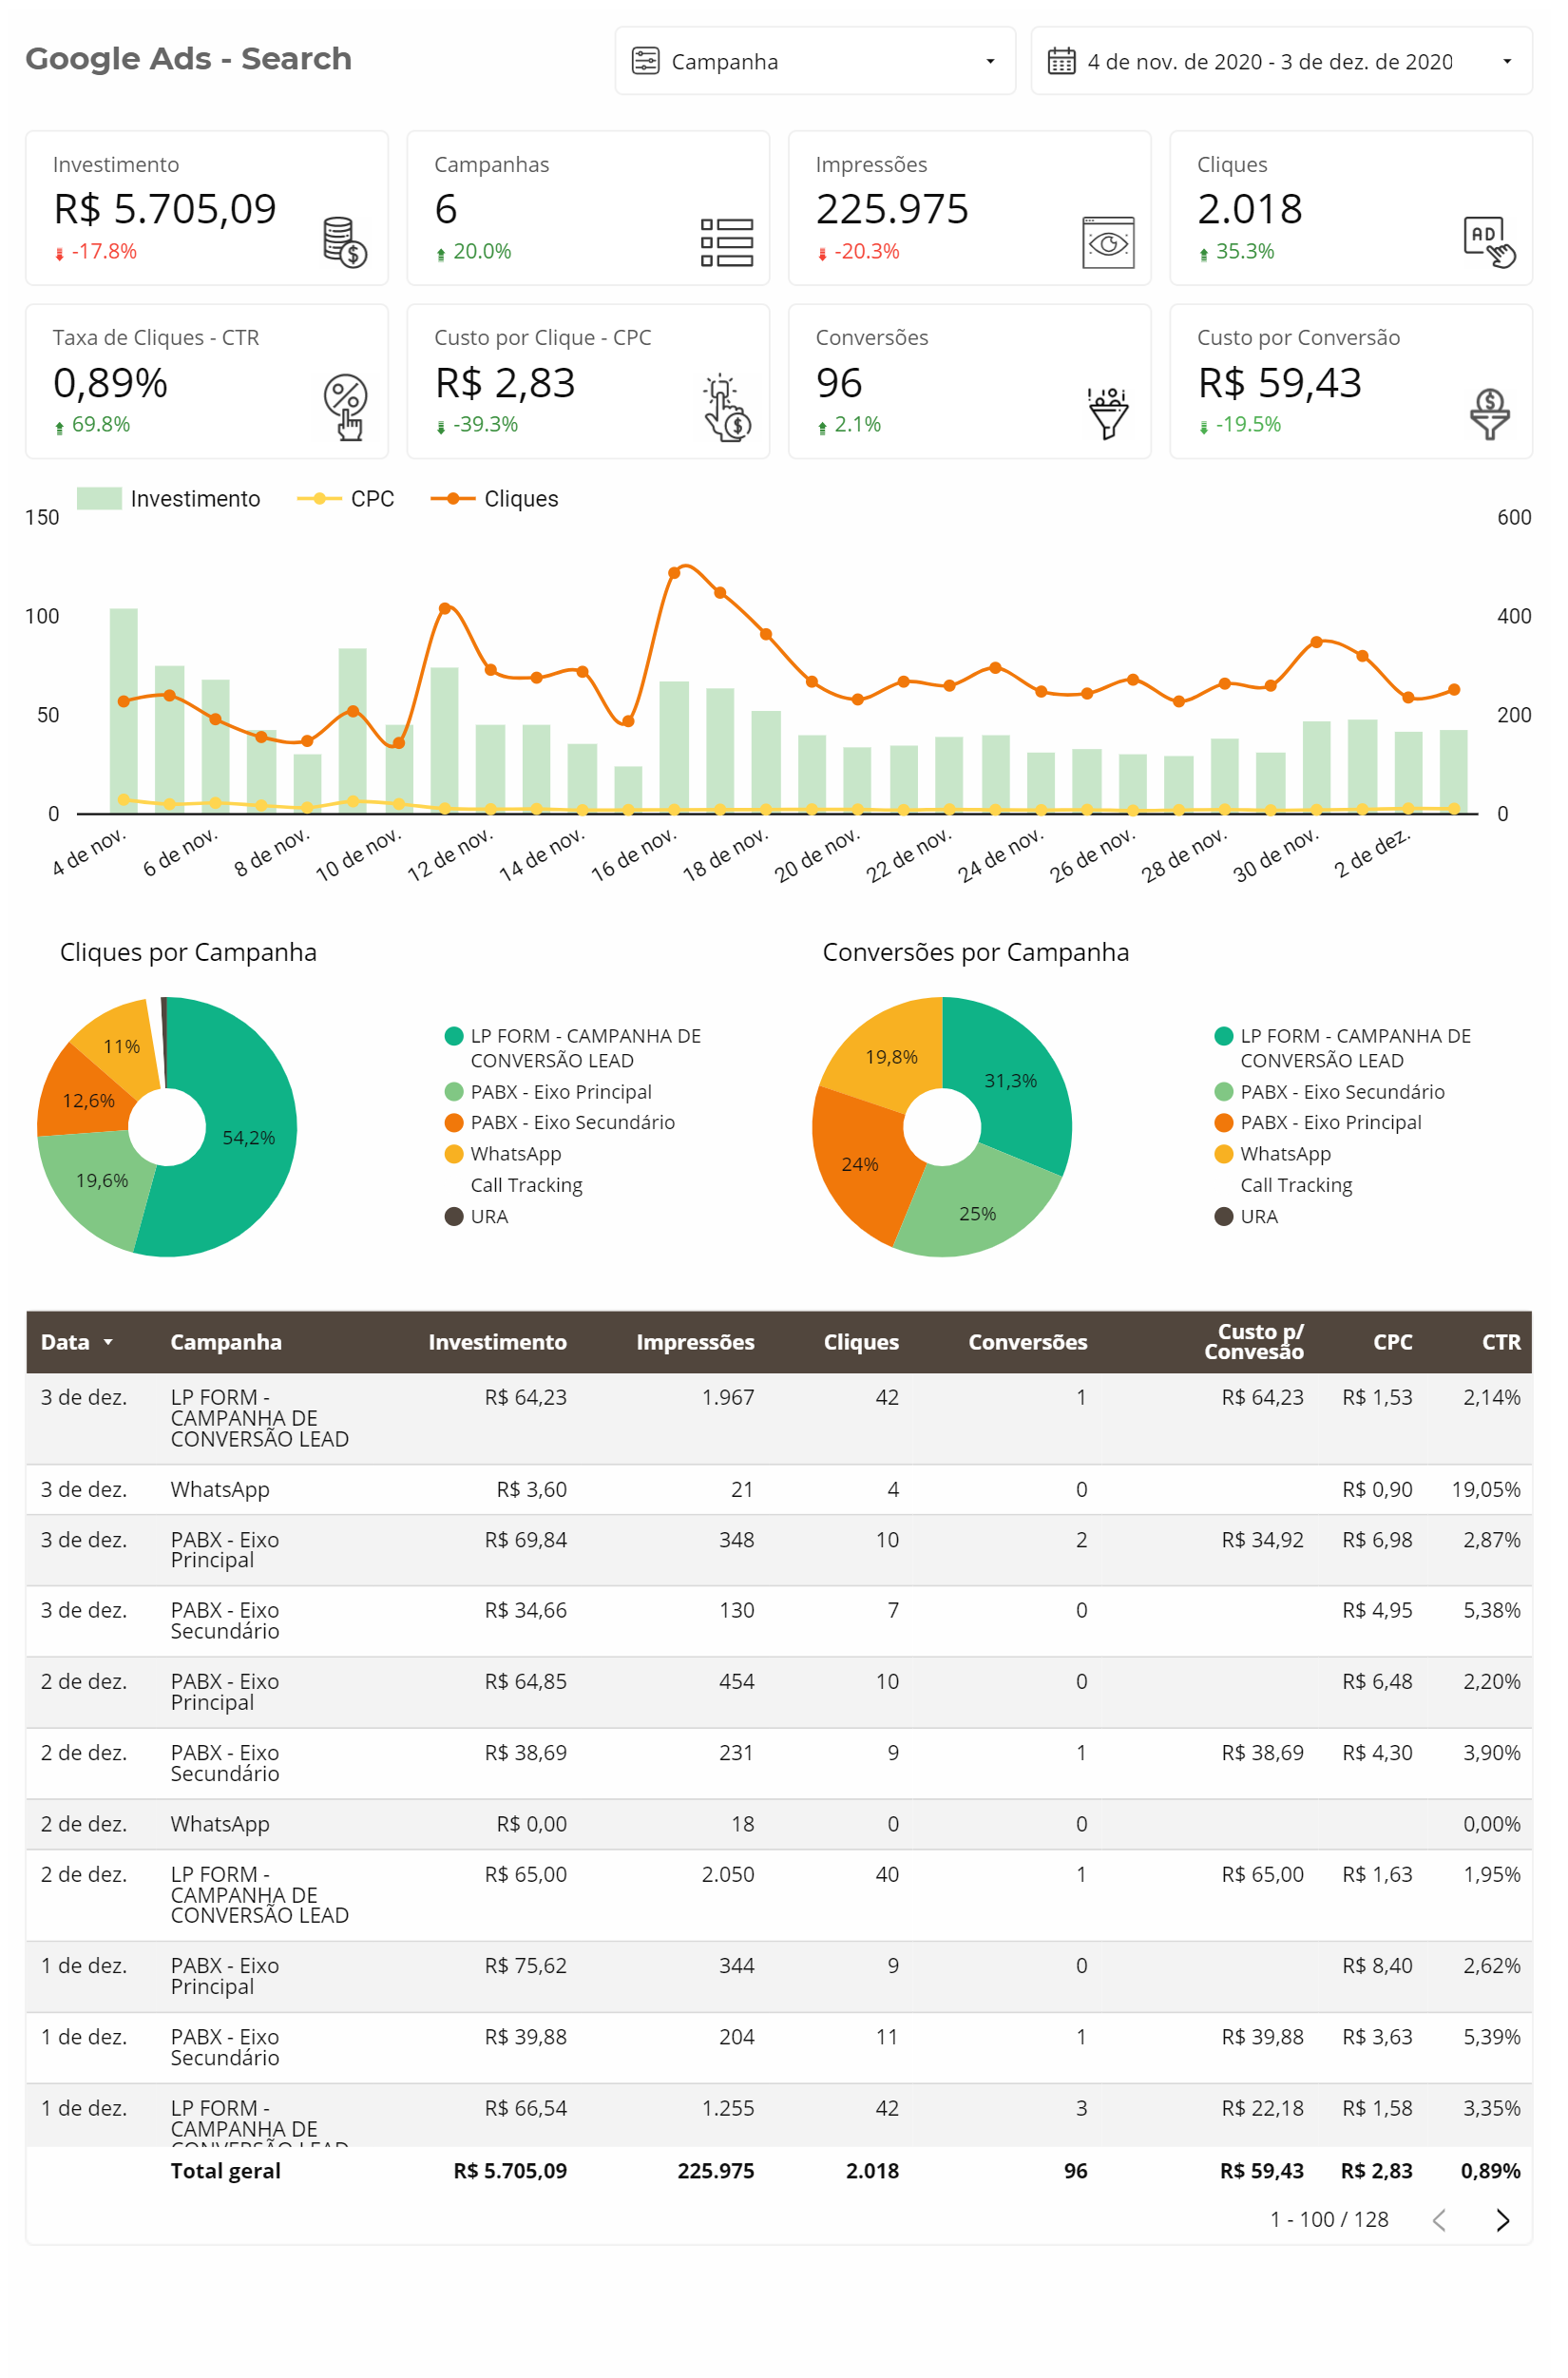 Google Ads - Search
Campanha
4 de nov. de 2020 - 3 de dez. de 2020
Investimento
R$ 5.705,09
-17.8%
Campanhas
6
20.0%
Impressões
225.975
-20.3%
Cliques
2.018
35.3%
AD
Taxa de Cliques - CTR
0,89%
69.8%
Custo por Clique - CPC
R$ 2,83
-39.3%
Conversões
96
2.1%
Custo por Conversão
R$ 59,43
-19.5%
Investimento CPC Cliques
150 600
100 400
50 200
0 0
4 de nov. 6 de nov. 8 de nov. 10 de nov. 12 de nov. 14 de nov. 16 de nov. 18 de nov. 20 de nov. 22 de nov. 24 de nov. 26 de nov. 28 de nov. 30 de nov. 2 de dez.
Cliques por Campanha
11%
12,6%
54,2%
19,6%
LP FORM - CAMPANHA DE
CONVERSÃO LEAD
PABX - Eixo Principal
PABX - Eixo Secundário
WhatsApp
Call Tracking
URA
Conversões por Campanha
19,8%
31,3%
24%
25%
LP FORM - CAMPANHA DE
CONVERSÃO LEAD
PABX - Eixo Secundário
PABX - Eixo Principal
WhatsApp
Call Tracking
URA
Data Campanha Investimento Impressões Cliques Conversões Custo p/ Convesão CPC CTR
3 de dez. LP FORM - R$ 64,23 1.967 42 1 R$ 64,23 R$ 1,53 2,14%
CAMPANHA DE
CONVERSÃO LEAD
3 de dez. WhatsApp R$ 3,60 21 4 0 R$ 0,90 19,05%
3 de dez. PABX - Eixo R$ 69,84 348 10 2 R$ 34,92 R$ 6,98 2,87%
Principal
3 de dez. PABX - Eixo R$ 34,66 130 7 0 R$ 4,95 5,38%
Secundário
2 de dez. PABX - Eixo R$ 64,85 454 10 0 R$ 6,48 2,20%
Principal
2 de dez. PABX - Eixo R$ 38,69 231 9 1 R$ 38,69 R$ 4,30 3,90%
Secundário
2 de dez. WhatsApp R$ 0,00 18 0 0 0,00%
2 de dez. LP FORM - R$ 65,00 2.050 40 1 R$ 65,00 R$ 1,63 1,95%
CAMPANHA DE
CONVERSÃO LEAD
1 de dez. PABX - Eixo R$ 75,62 344 9 0 R$ 8,40 2,62%
Principal
1 de dez. PABX - Eixo R$ 39,88 204 11 1 R$ 39,88 R$ 3,63 5,39%
Secundário
1 de dez. LP FORM - R$ 66,54 1.255 42 3 R$ 22,18 R$ 1,58 3,35%
CAMPANHA DE
CONVERSÃO LEAD
Total geral R$ 5.705,09 225.975 2.018 96 R$ 59,43 R$ 2,83 0,89%
1 - 100 / 128